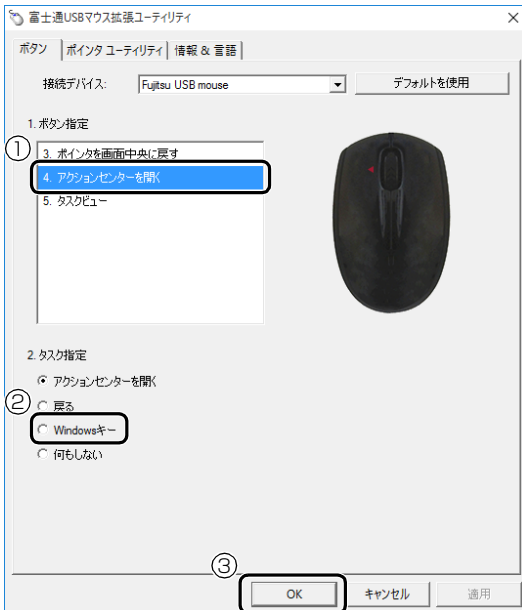 富士通USBマウス拡張ユーティリティ
ボタン ポインタ ユーティリティ 情報 & 言語
接続デバイス: Fujitsu USB mouse デフォルトを使用
1. ボタン指定
①
3. ポインタを画面中央に戻す
4. アクションセンターを開く
5. タスクビュー
2. タスク指定
アクションセンターを開く
②
戻る
Windowsキー
何もしない
③
OK キャンセル 適用